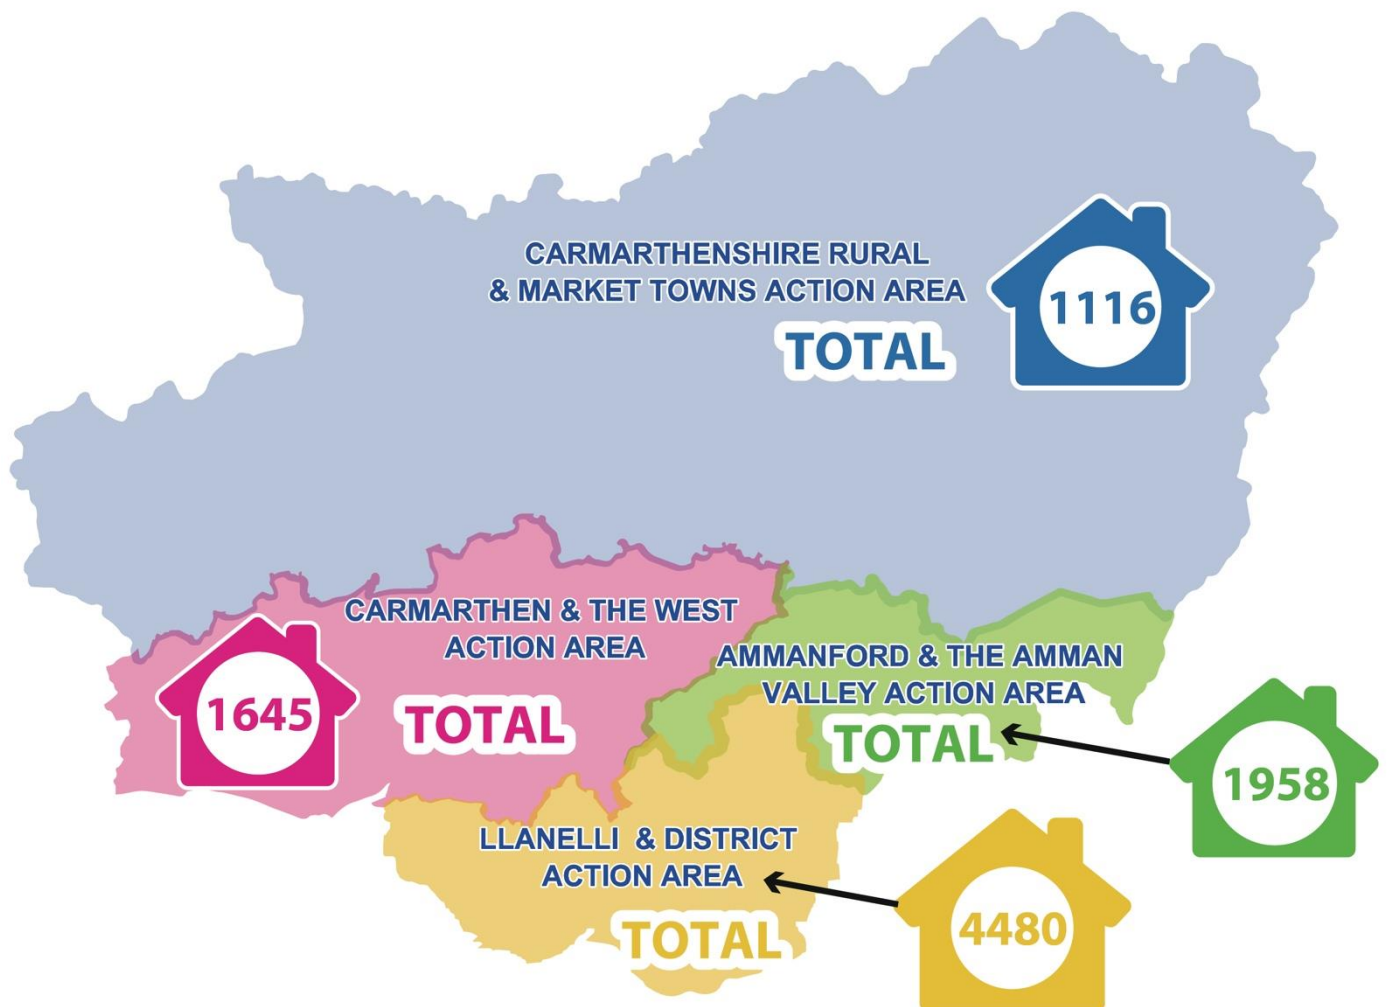 CARMARTHENSHIRE RURAL
& MARKET TOWNS ACTION AREA
TOTAL
1116
CARMARTHEN & THE WEST
ACTION AREA
TOTAL
1645
AMMANFORD & THE AMMAN
VALLEY ACTION AREA
TOTAL
1958
LLANELLI & DISTRICT
ACTION AREA
TOTAL
4480